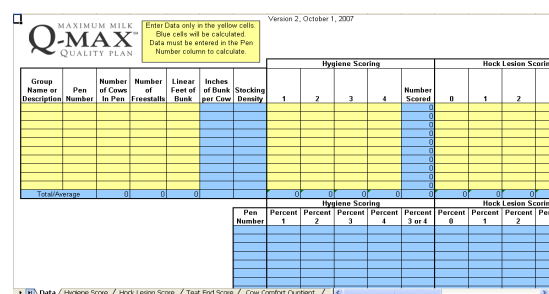 MAXIMUM MILK
Q-MAX™
QUALITY PLAN
Enter Data only in the yellow cells.
Blue cells will be calculated.
Data must be entered in the Pen
Number column to calculate.
Version 2, October 1, 2007
Hygiene Scoring
Hock Lesion Scorin
Group Name or Description Pen Number Number of Cows In Pen Number of Freestalls Linear Feet of Bunk Inches of Bunk per Cow Stocking Density 1 2 3 4 Number Scored 0 1 2
0
0
0
0
0
0
0
0
0
0
Total/Average 0 0 0 0 0 0 0 0 0 0 0
Hygiene Scoring
Hock Lesion Scorin
Pen Number Percent 1 Percent 2 Percent 3 Percent 4 Percent 3 or 4 Percent 0 Percent 1 Percent 2 Per
Data / Hygiene Score / Hock Lesion Score / Teat End Score / Cow Comfort Quotient /